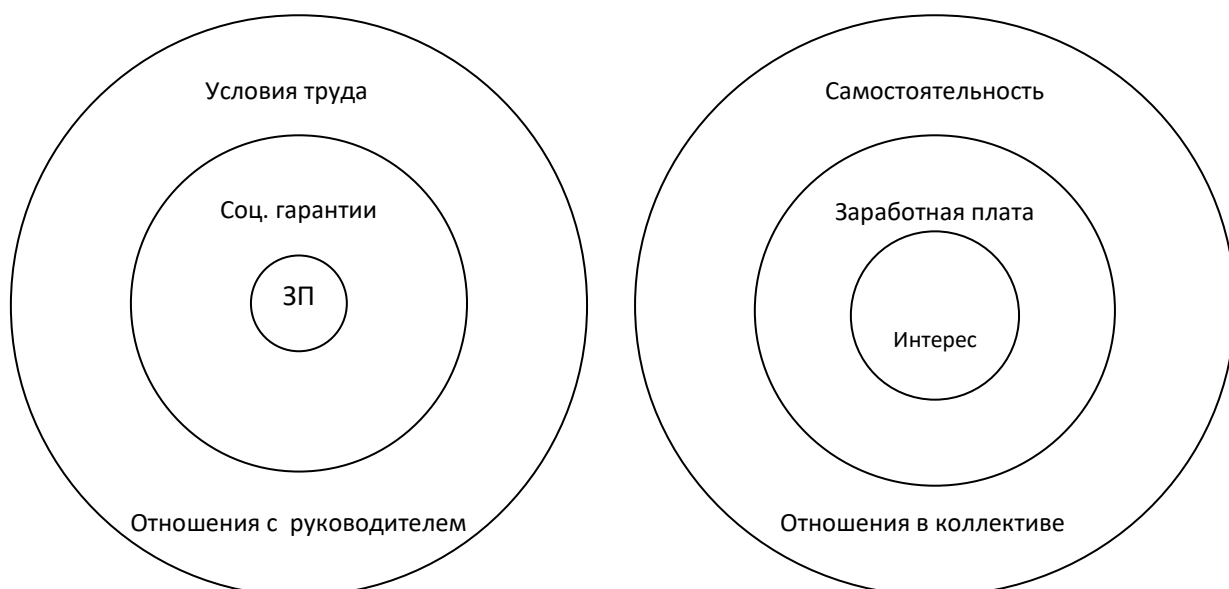 Условия труда
Соц. гарантии
ЗП
Отношения с руководителем
Самостоятельность
Заработная плата
Интерес
Отношения в коллективе